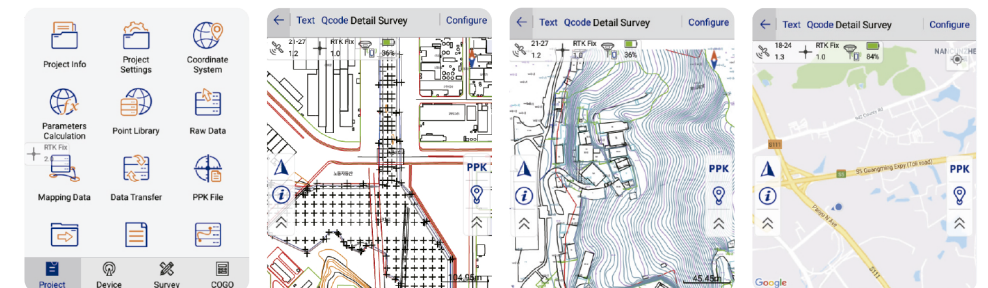 Project Info
Project
Settings
Coordinate
System
Parameters
Calculation
Point Library
Raw Data
RTK Fix
Mapping Data
Data Transfer
PPK File
Project
Device
Survey
COGO
Text Qcode Detail Survey Configure
21-27 RTK Fix
1.2 1.0 36%
PPK
104.95m
Text Qcode Detail Survey Configure
21-27 RTK Fix
1.2 1.0 36%
PPK
45.45m
Text Qcode Detail Survey Configure
18-24 RTK Fix
1.3 1.0 84%
PPK
S111
Google